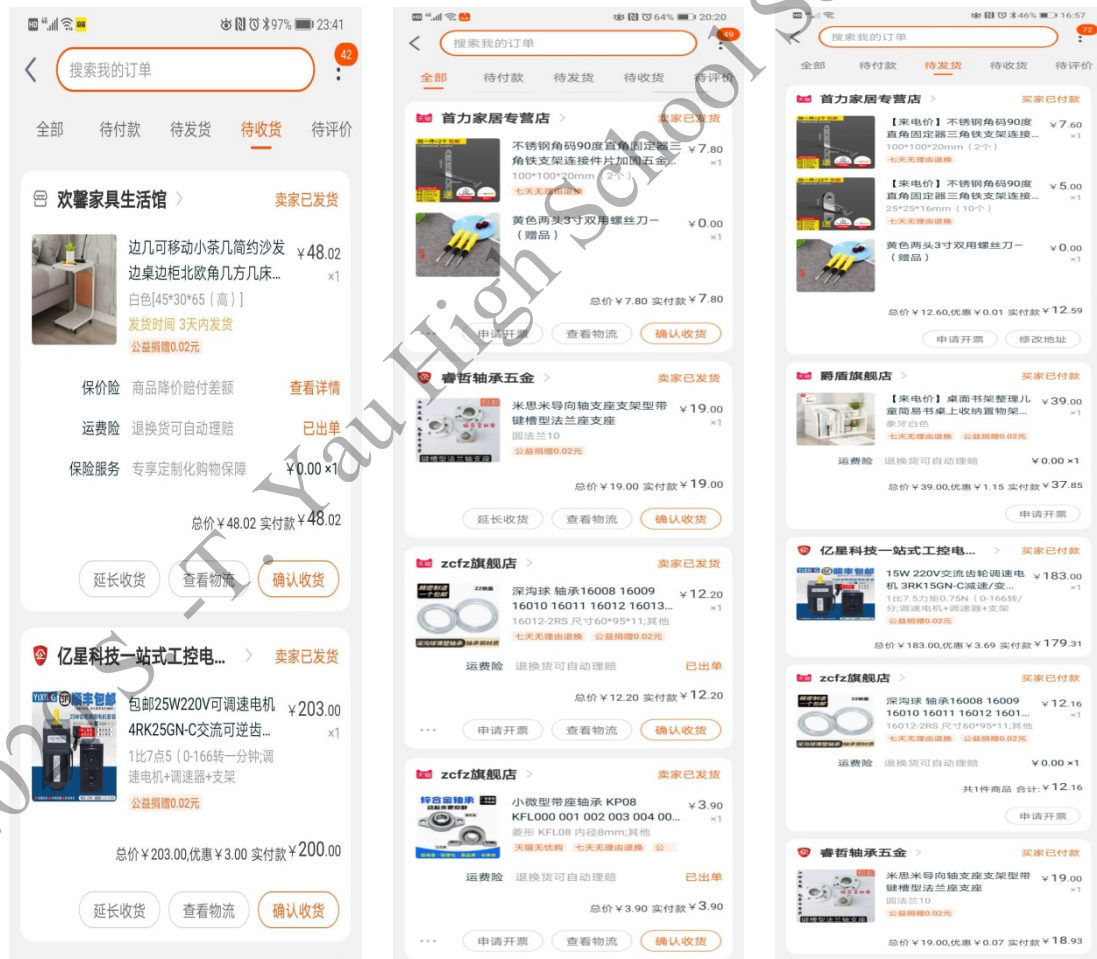 97% 23:41
搜索我的订单
42
全部 待付款 待发货 待收货 待评价
欢馨家具生活馆 卖家已发货
边几可移动小茶几简约沙发 ¥48.02
边桌边柜北欧角几方几床... ×1
白色[45*30*65（高）]
发货时间 3天内发货
公益捐赠0.02元
保价险 商品降价赔付差额 查看详情
运费险 退换货可自动理赔 已出单
保险服务 专享定制化购物保障 ¥0.00 ×1
总价¥48.02 实付款¥48.02
延长收货 查看物流 确认收货
亿星科技一站式工控电... 卖家已发货
包邮25W220V可调速电机 ¥203.00
4RK25GN-C交流可逆齿... ×1
1比7点5（0-166转一分钟;调
速电机+调速器+支架
公益捐赠0.02元
总价¥203.00,优惠¥3.00 实付款¥200.00
延长收货 查看物流 确认收货
64% 20:20
搜索我的订单
49
全部 待付款 待发货 待收货 待评价
天猫 首力家居专营店 卖家已发货
不锈钢角码90度直角固定器三 ¥7.80
角铁支架连接件片加固五金... ×1
100*100*20mm（2个）
七天无理由退换
黄色两头3寸双用螺丝刀一 ¥0.00
（赠品） ×1
总价¥7.80 实付款¥7.80
... 申请开票 查看物流 确认收货
睿哲轴承五金 卖家已发货
米思米导向轴支座支架型带 ¥19.00
键槽型法兰座支座 ×1
圆法兰10
公益捐赠0.02元
总价¥19.00 实付款¥19.00
延长收货 查看物流 确认收货
天猫 zcfz旗舰店 卖家已发货
深沟球 轴承16008 16009 ¥12.20
16010 16011 16012 16013... ×1
16012-2RS 尺寸60*95*11;其他
七天无理由退换 公益捐赠0.02元
运费险 退换货可自动理赔 已出单
总价¥12.20 实付款¥12.20
... 申请开票 查看物流 确认收货
天猫 zcfz旗舰店 卖家已发货
小微型带座轴承 KP08 ¥3.90
KFL000 001 002 003 004 00... ×1
菱形 KFL08 内径8mm;其他
天猫无忧购 七天无理由退换 公
运费险 退换货可自动理赔 已出单
总价¥3.90 实付款¥3.90
... 申请开票 查看物流 确认收货
46% 16:57
搜索我的订单
72
全部 待付款 待发货 待收货 待评价
天猫 首力家居专营店 买家已付款
【来电价】不锈钢角码90度 ¥7.60
直角固定器三角铁支架连接... ×1
100*100*20mm（2个）
七天无理由退换
【来电价】不锈钢角码90度 ¥5.00
直角固定器三角铁支架连接... ×1
25*25*16mm（10个）
七天无理由退换
黄色两头3寸双用螺丝刀一 ¥0.00
（赠品） ×1
总价¥12.60,优惠¥0.01 实付款¥12.59
申请开票 修改地址
天猫 爵盾旗舰店 买家已付款
【来电价】桌面书架整理儿 ¥39.00
童简易书桌上收纳置物架... ×1
象牙白色
七天无理由退换 公益捐赠0.02元
运费险 退换货可自动理赔 ¥0.00 ×1
总价¥39.00,优惠¥1.15 实付款¥37.85
申请开票
亿星科技一站式工控电... 买家已付款
15W 220V交流齿轮调速电 ¥183.00
机 3RK15GN-C减速/变... ×1
1比7.5力矩0.75N（0-166转/
分;调速电机+调速器+支架
公益捐赠0.02元
总价¥183.00,优惠¥3.69 实付款¥179.31
天猫 zcfz旗舰店 买家已付款
深沟球 轴承16008 16009 ¥12.16
16010 16011 16012 1601... ×1
16012-2RS 尺寸60*95*11;其他
七天无理由退换 公益捐赠0.02元
运费险 退换货可自动理赔 ¥0.00 ×1
共1件商品 合计:¥12.16
申请开票
睿哲轴承五金 买家已付款
米思米导向轴支座支架型带 ¥19.00
键槽型法兰座支座 ×1
圆法兰10
公益捐赠0.02元
总价¥19.00,优惠¥0.07 实付款¥18.93
S.-T. Yau High School